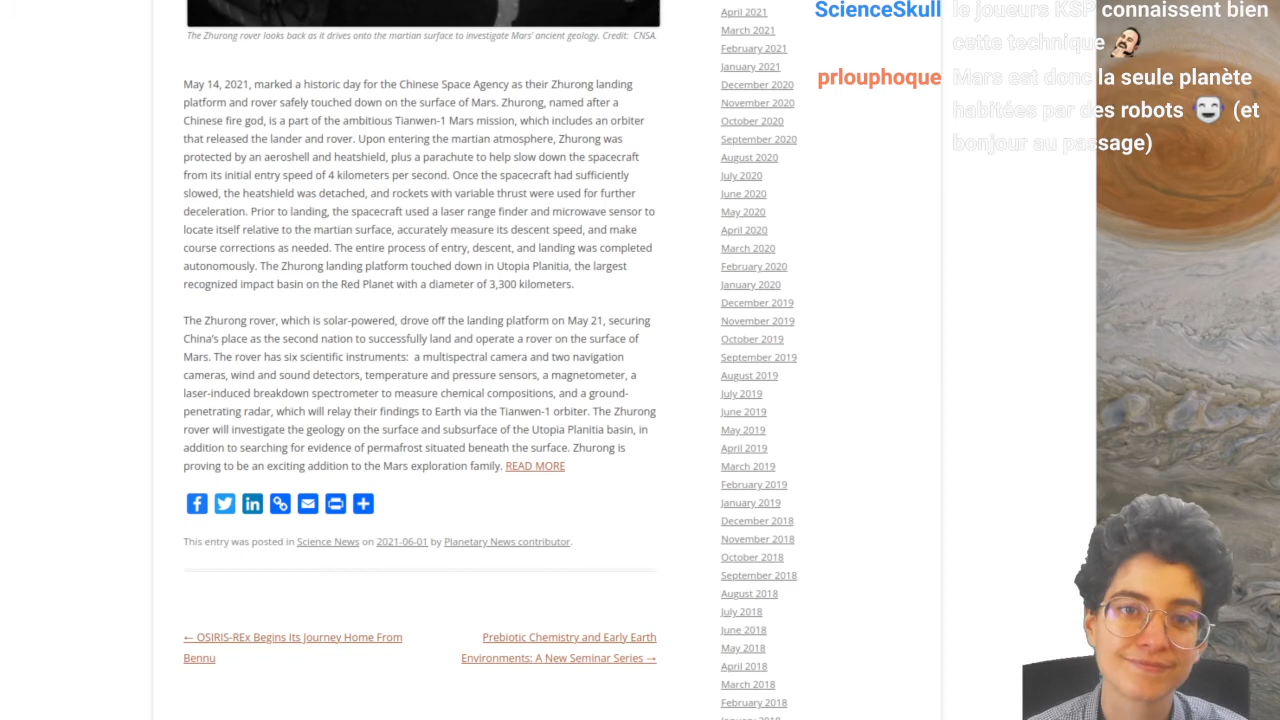 The Zhurong rover looks back as it drives onto the martian surface to investigate Mars' ancient geology. Credit: CNSA.
May 14, 2021, marked a historic day for the Chinese Space Agency as their Zhurong landing
platform and rover safely touched down on the surface of Mars. Zhurong, named after a
Chinese fire god, is a part of the ambitious Tianwen-1 Mars mission, which includes an orbiter
that released the lander and rover. Upon entering the martian atmosphere, Zhurong was
protected by an aeroshell and heatshield, plus a parachute to help slow down the spacecraft
from its initial entry speed of 4 kilometers per second. Once the spacecraft had sufficiently
slowed, the heatshield was detached, and rockets with variable thrust were used for further
deceleration. Prior to landing, the spacecraft used a laser range finder and microwave sensor to
locate itself relative to the martian surface, accurately measure its descent speed, and make
course corrections as needed. The entire process of entry, descent, and landing was completed
autonomously. The Zhurong landing platform touched down in Utopia Planitia, the largest
recognized impact basin on the Red Planet with a diameter of 3,300 kilometers.
The Zhurong rover, which is solar-powered, drove off the landing platform on May 21, securing
China's place as the second nation to successfully land and operate a rover on the surface of
Mars. The rover has six scientific instruments: a multispectral camera and two navigation
cameras, wind and sound detectors, temperature and pressure sensors, a magnetometer, a
laser-induced breakdown spectrometer to measure chemical compositions, and a ground-
penetrating radar, which will relay their findings to Earth via the Tianwen-1 orbiter. The Zhurong
rover will investigate the geology on the surface and subsurface of the Utopia Planitia basin, in
addition to searching for evidence of permafrost situated beneath the surface. Zhurong is
proving to be an exciting addition to the Mars exploration family. READ MORE
This entry was posted in Science News on 2021-06-01 by Planetary News contributor.
← OSIRIS-REx Begins Its Journey Home From
Bennu
Prebiotic Chemistry and Early Earth
Environments: A New Seminar Series →
April 2021
March 2021
February 2021
January 2021
December 2020
November 2020
October 2020
September 2020
August 2020
July 2020
June 2020
May 2020
April 2020
March 2020
February 2020
January 2020
December 2019
November 2019
October 2019
September 2019
August 2019
July 2019
June 2019
May 2019
April 2019
March 2019
February 2019
January 2019
December 2018
November 2018
October 2018
September 2018
August 2018
July 2018
June 2018
May 2018
April 2018
March 2018
February 2018
January 2018
ScienceSkull le joueurs KSP connaissent bien
cette technique
prlouphoque Mars est donc la seule planète
habitées par des robots (et
bonjour au passage)